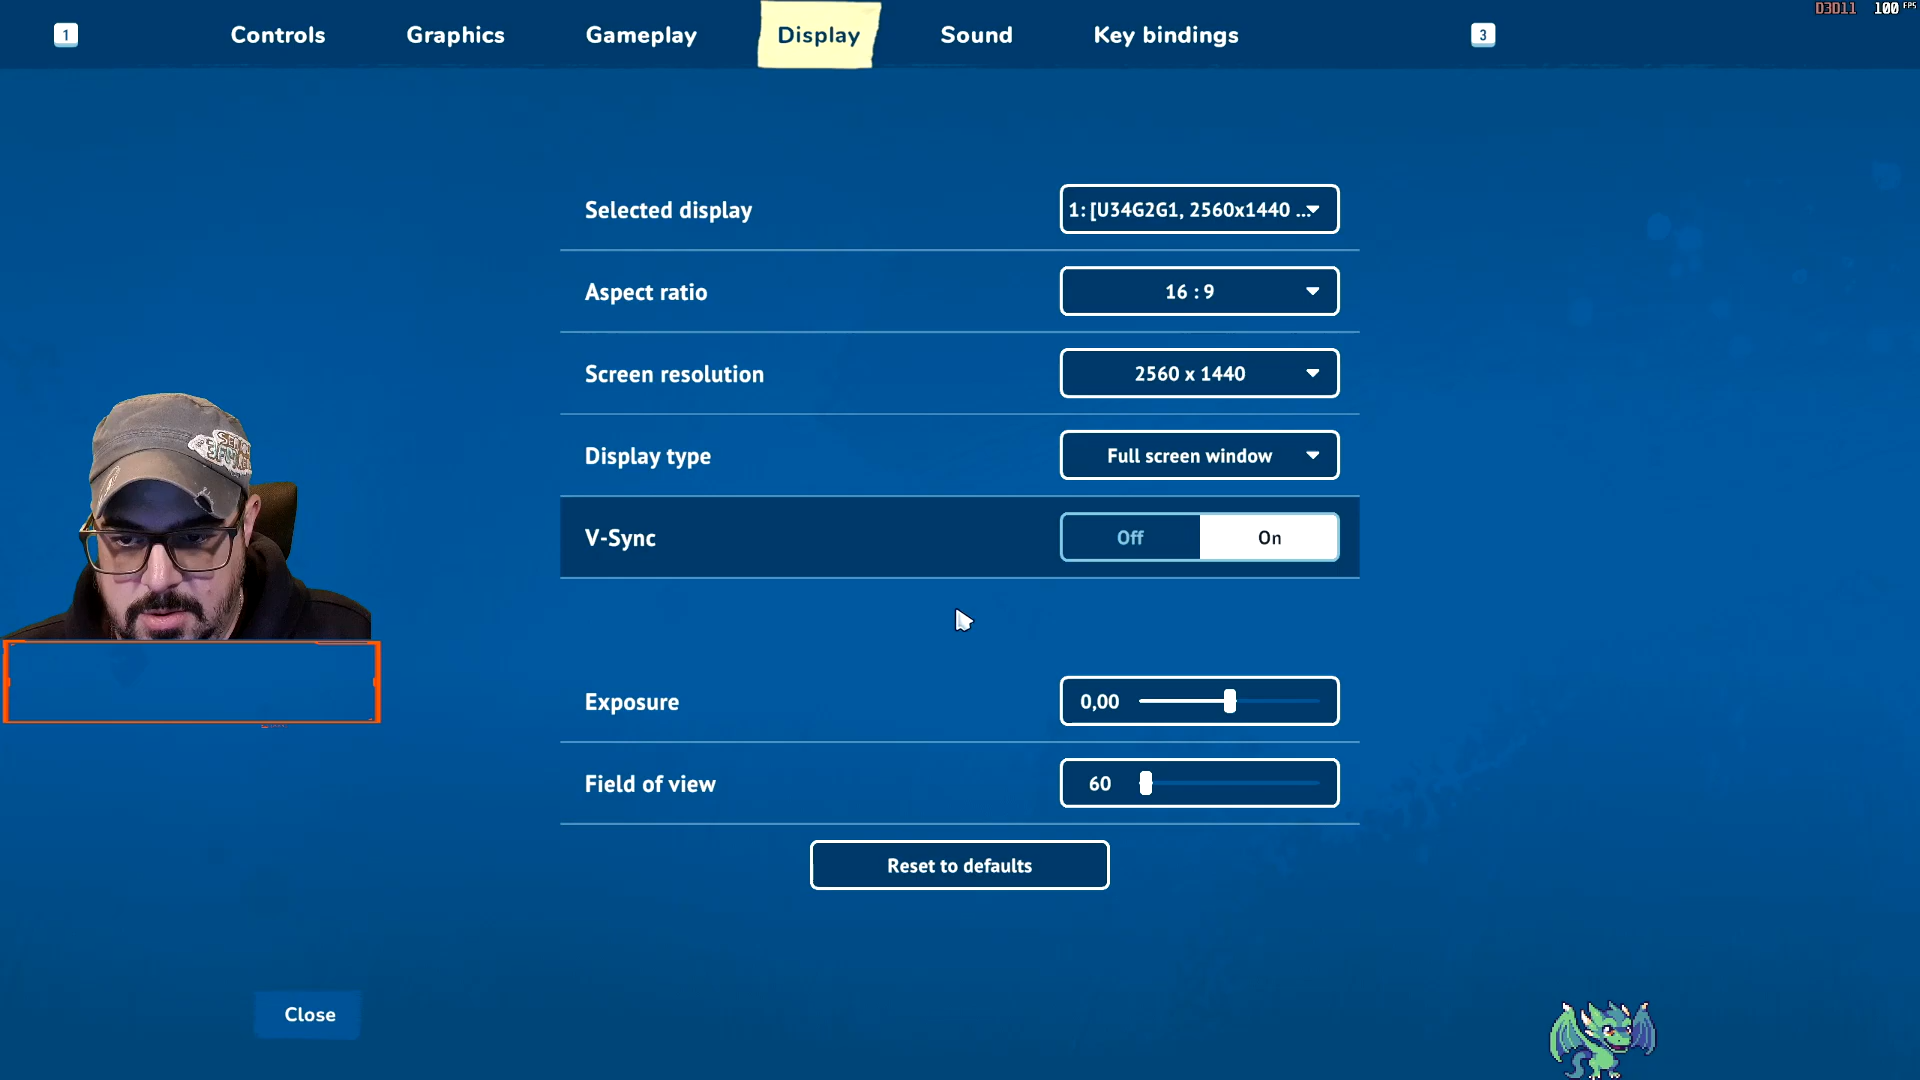 D3D11 100 FPS
1 Controls Graphics Gameplay Display Sound Key bindings 3
Selected display 1: [U34G2G1, 2560x1440 ...
Aspect ratio 16 : 9
Screen resolution 2560 x 1440
Display type Full screen window
V-Sync Off On
Exposure 0,00
Field of view 60
Reset to defaults
Close